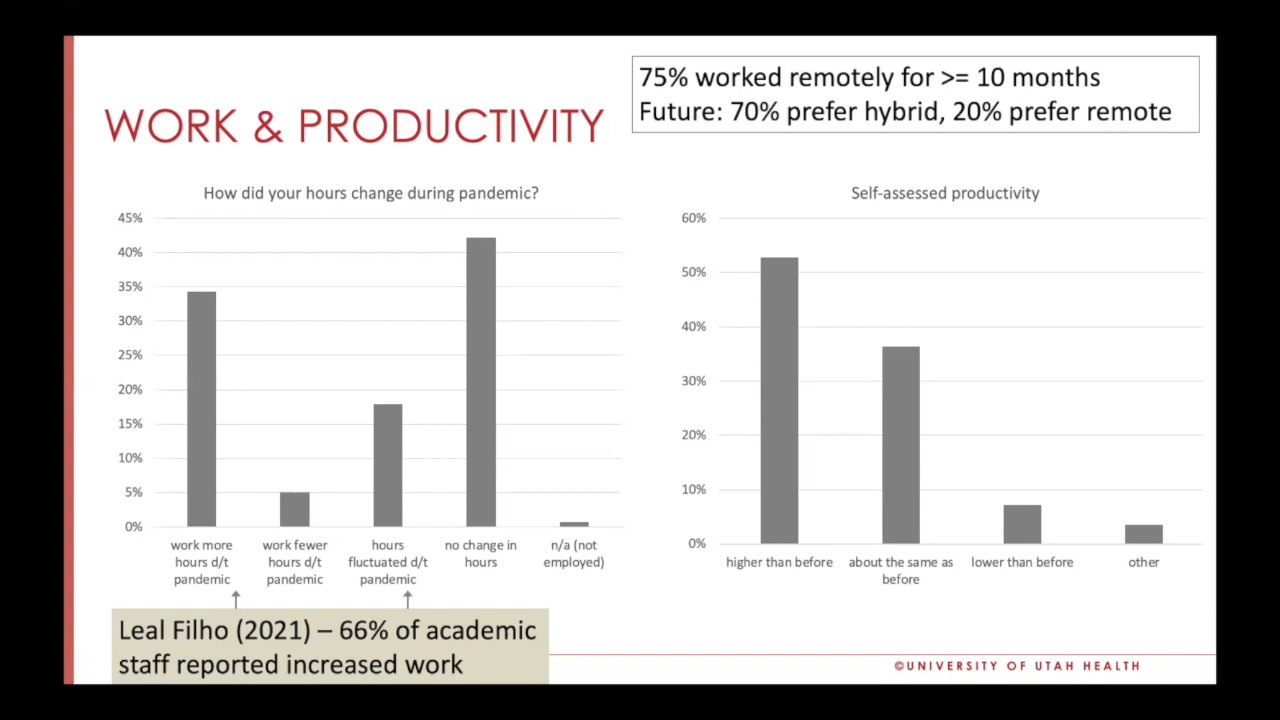 75% worked remotely for >= 10 months
Future: 70% prefer hybrid, 20% prefer remote
WORK & PRODUCTIVITY
How did your hours change during pandemic?
45%
40%
35%
30%
25%
20%
15%
10%
5%
0%
work more
hours d/t
pandemic
work fewer
hours d/t
pandemic
hours
fluctuated d/t
pandemic
no change in
hours
n/a (not
employed)
Self-assessed productivity
60%
50%
40%
30%
20%
10%
0%
higher than before
about the same as
before
lower than before
other
Leal Filho (2021) – 66% of academic
staff reported increased work
©UNIVERSITY OF UTAH HEALTH